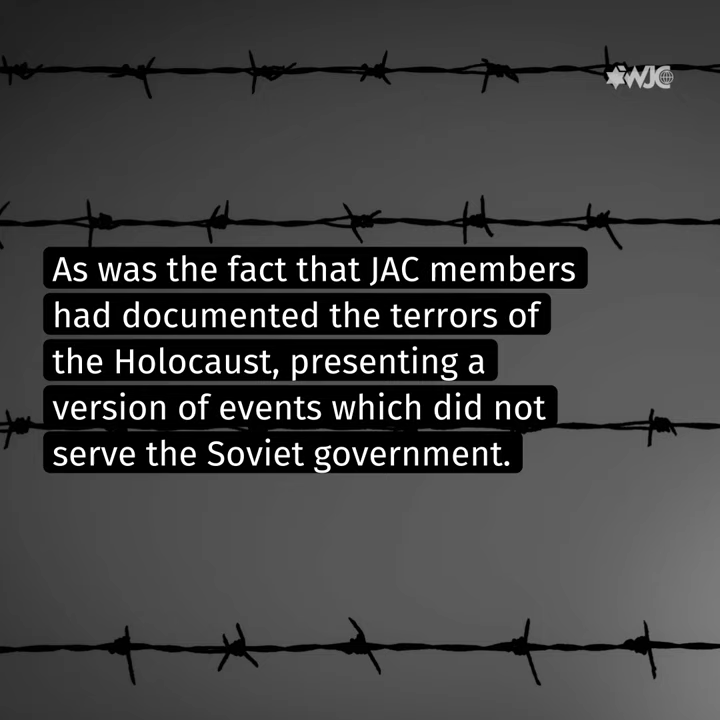 WJC
As was the fact that JAC members
had documented the terrors of
the Holocaust, presenting a
version of events which did not
serve the Soviet government.